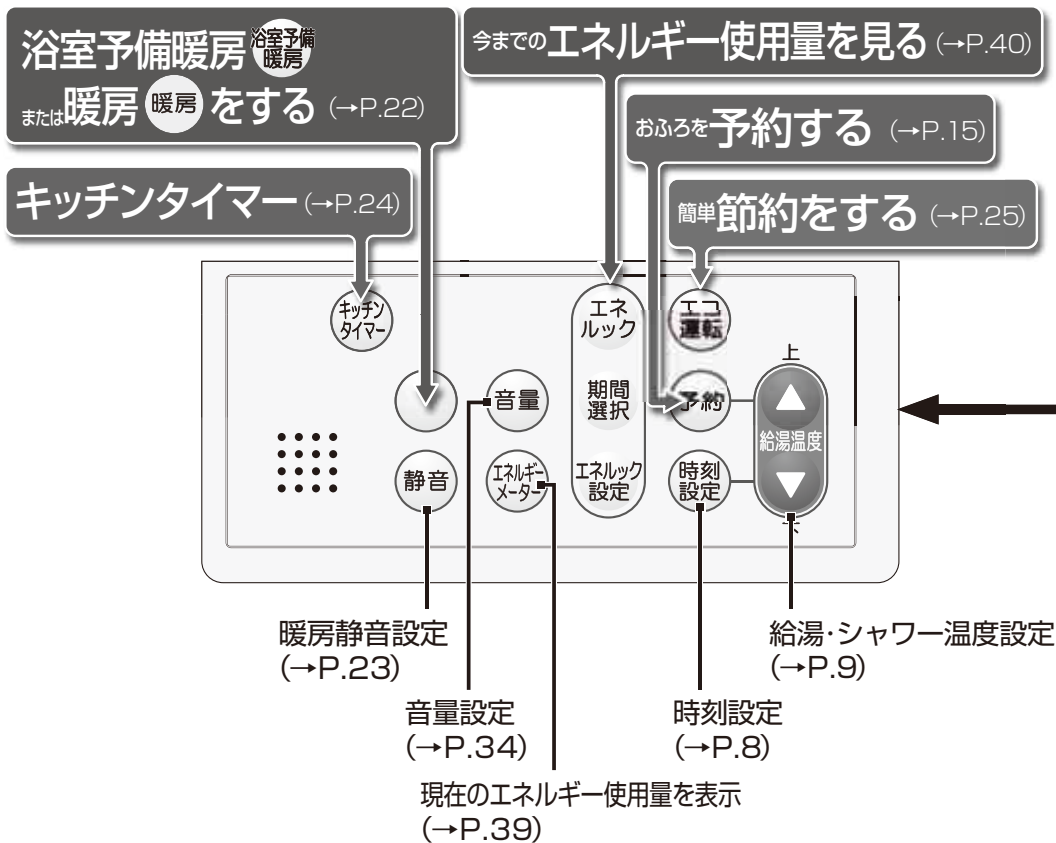 浴室予備暖房 浴室予備暖房
または暖房 暖房 をする (→P.22)
今までのエネルギー使用量を見る (→P.40)
おふろを予約する (→P.15)
キッチンタイマー (→P.24)
簡単節約をする (→P.25)
キッチン
タイマー
エネ
ルック
エコ
運転
上
音量
期間
選択
予約
給湯温度
静音
エネルギー
メーター
エネルック
設定
時刻
設定
暖房静音設定
(→P.23)
給湯・シャワー温度設定
(→P.9)
音量設定
(→P.34)
時刻設定
(→P.8)
現在のエネルギー使用量を表示
(→P.39)